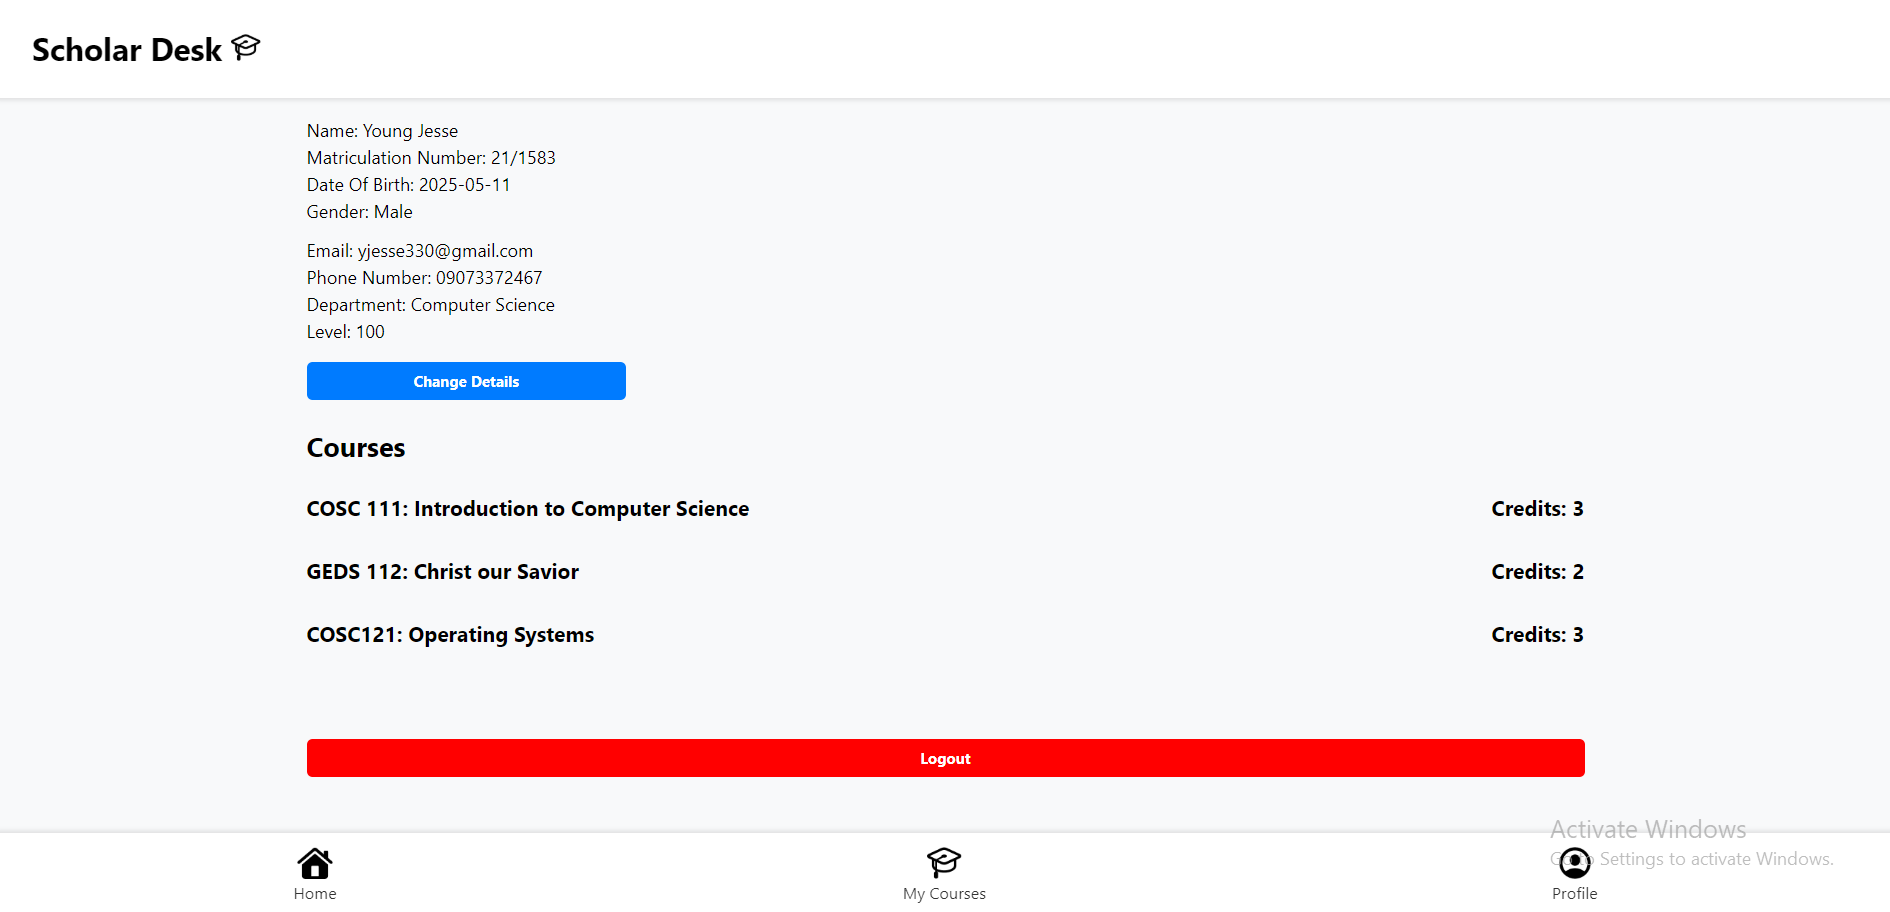 Scholar Desk
Name: Young Jesse
Matriculation Number: 21/1583
Date Of Birth: 2025-05-11
Gender: Male
Email: yjesse330@gmail.com
Phone Number: 09073372467
Department: Computer Science
Level: 100
Change Details
Courses
COSC 111: Introduction to Computer Science Credits: 3
GEDS 112: Christ our Savior Credits: 2
COSC121: Operating Systems Credits: 3
Logout
Activate Windows
Go to Settings to activate Windows.
Home My Courses Profile